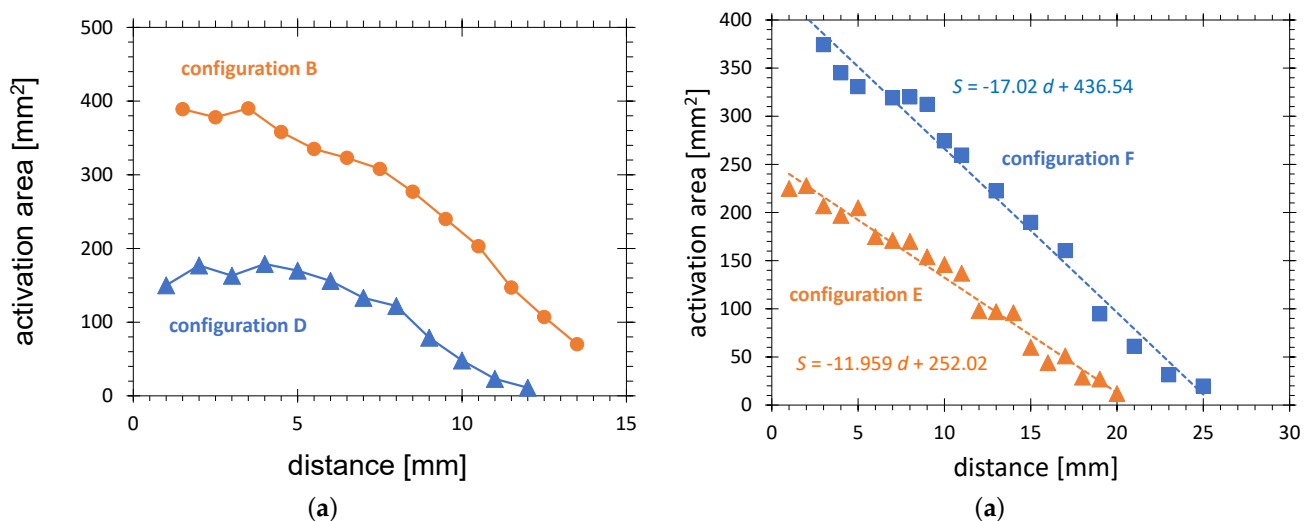 500
400
300
200
100
0
0 5 10 15
activation area [mm2]
distance [mm]
configuration B
configuration D
(a)
400
350
300
250
200
150
100
50
0
0 5 10 15 20 25 30
activation area [mm2]
distance [mm]
S = -17.02 d + 436.54
configuration F
configuration E
S = -11.959 d + 252.02
(a)